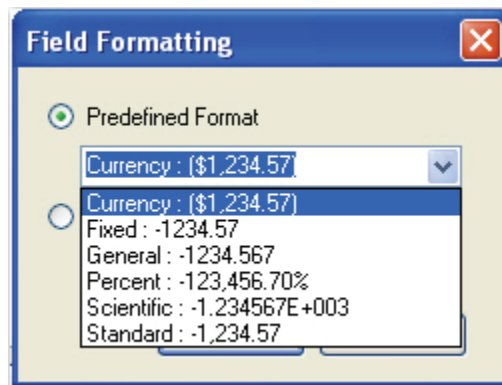 Field Formatting
Predefined Format
Currency : ($1,234.57)
Currency : ($1,234.57)
Fixed : -1234.57
General : -1234.567
Percent : -123,456.70%
Scientific : -1.234567E+003
Standard : -1,234.57